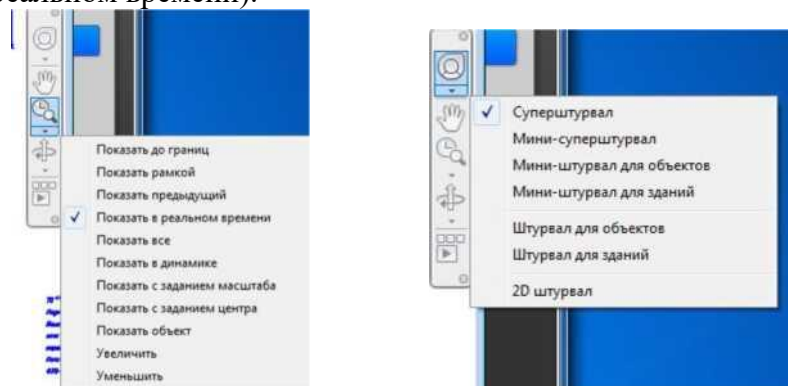 реальном времени).
Показать до границ
Показать рамкой
Показать предыдущий
Показать в реальном времени
Показать все
Показать в динамике
Показать с заданием масштаба
Показать с заданием центра
Показать объект
Увеличить
Уменьшить
Суперштурвал
Мини-суперштурвал
Мини-штурвал для объектов
Мини-штурвал для зданий
Штурвал для объектов
Штурвал для зданий
2D штурвал